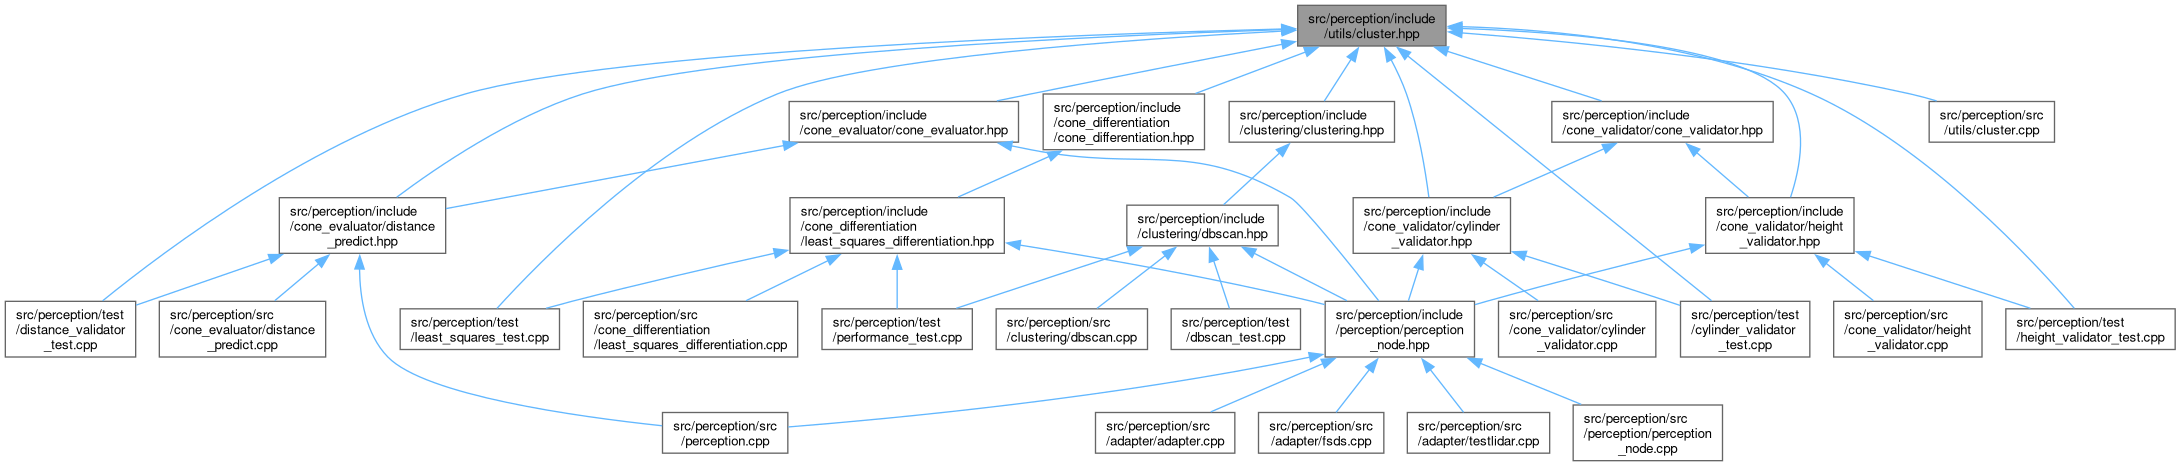 src/perception/include
/utils/cluster.hpp
src/perception/include
/cone_evaluator/cone_evaluator.hpp
src/perception/include
/cone_differentiation
/cone_differentiation.hpp
src/perception/include
/clustering/clustering.hpp
src/perception/include
/cone_validator/cone_validator.hpp
src/perception/src
/utils/cluster.cpp
src/perception/include
/cone_evaluator/distance
_predict.hpp
src/perception/include
/cone_differentiation
/least_squares_differentiation.hpp
src/perception/include
/clustering/dbscan.hpp
src/perception/include
/cone_validator/cylinder
_validator.hpp
src/perception/include
/cone_validator/height
_validator.hpp
src/perception/test
/distance_validator
_test.cpp
src/perception/src
/cone_evaluator/distance
_predict.cpp
src/perception/test
/least_squares_test.cpp
src/perception/src
/cone_differentiation
/least_squares_differentiation.cpp
src/perception/test
/performance_test.cpp
src/perception/src
/clustering/dbscan.cpp
src/perception/test
/dbscan_test.cpp
src/perception/include
/perception/perception
_node.hpp
src/perception/src
/cone_validator/cylinder
_validator.cpp
src/perception/test
/cylinder_validator
_test.cpp
src/perception/src
/cone_validator/height
_validator.cpp
src/perception/test
/height_validator_test.cpp
src/perception/src
/perception.cpp
src/perception/src
/adapter/adapter.cpp
src/perception/src
/adapter/fsds.cpp
src/perception/src
/adapter/testlidar.cpp
src/perception/src
/perception/perception
_node.cpp